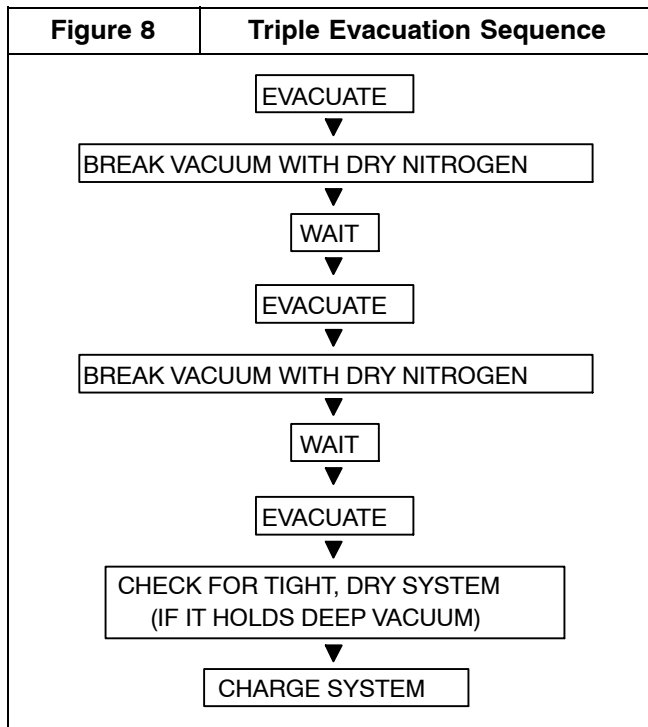 Figure 8 Triple Evacuation Sequence
EVACUATE
BREAK VACUUM WITH DRY NITROGEN
WAIT
EVACUATE
BREAK VACUUM WITH DRY NITROGEN
WAIT
EVACUATE
CHECK FOR TIGHT, DRY SYSTEM
(IF IT HOLDS DEEP VACUUM)
CHARGE SYSTEM